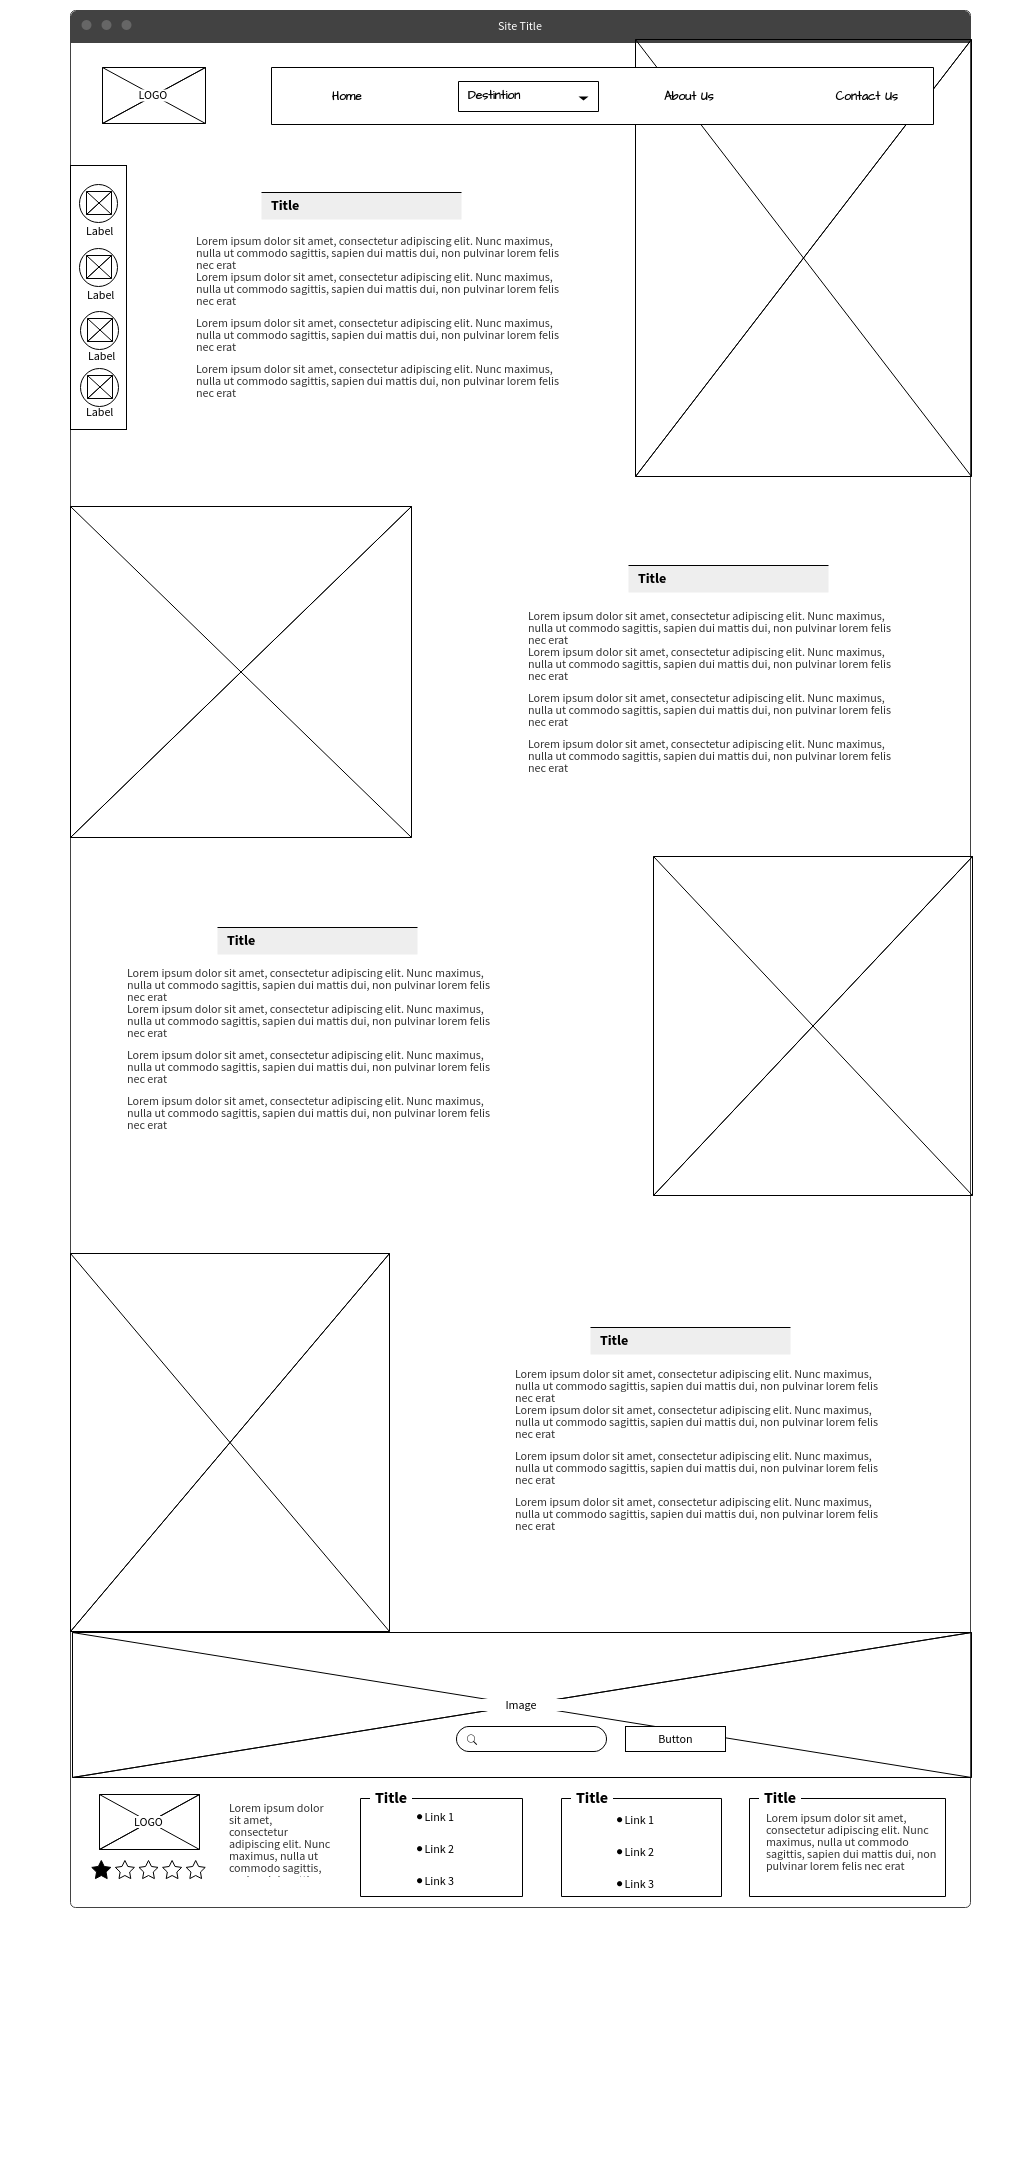 Site Title
LOGO
Home
Destintion
About Us
Contact Us
Label
Label
Label
Label
Title
Lorem ipsum dolor sit amet, consectetur adipiscing elit. Nunc maximus,
nulla ut commodo sagittis, sapien dui mattis dui, non pulvinar lorem felis
nec erat
Lorem ipsum dolor sit amet, consectetur adipiscing elit. Nunc maximus,
nulla ut commodo sagittis, sapien dui mattis dui, non pulvinar lorem felis
nec erat
Lorem ipsum dolor sit amet, consectetur adipiscing elit. Nunc maximus,
nulla ut commodo sagittis, sapien dui mattis dui, non pulvinar lorem felis
nec erat
Lorem ipsum dolor sit amet, consectetur adipiscing elit. Nunc maximus,
nulla ut commodo sagittis, sapien dui mattis dui, non pulvinar lorem felis
nec erat
Title
Lorem ipsum dolor sit amet, consectetur adipiscing elit. Nunc maximus,
nulla ut commodo sagittis, sapien dui mattis dui, non pulvinar lorem felis
nec erat
Lorem ipsum dolor sit amet, consectetur adipiscing elit. Nunc maximus,
nulla ut commodo sagittis, sapien dui mattis dui, non pulvinar lorem felis
nec erat
Lorem ipsum dolor sit amet, consectetur adipiscing elit. Nunc maximus,
nulla ut commodo sagittis, sapien dui mattis dui, non pulvinar lorem felis
nec erat
Lorem ipsum dolor sit amet, consectetur adipiscing elit. Nunc maximus,
nulla ut commodo sagittis, sapien dui mattis dui, non pulvinar lorem felis
nec erat
Title
Lorem ipsum dolor sit amet, consectetur adipiscing elit. Nunc maximus,
nulla ut commodo sagittis, sapien dui mattis dui, non pulvinar lorem felis
nec erat
Lorem ipsum dolor sit amet, consectetur adipiscing elit. Nunc maximus,
nulla ut commodo sagittis, sapien dui mattis dui, non pulvinar lorem felis
nec erat
Lorem ipsum dolor sit amet, consectetur adipiscing elit. Nunc maximus,
nulla ut commodo sagittis, sapien dui mattis dui, non pulvinar lorem felis
nec erat
Lorem ipsum dolor sit amet, consectetur adipiscing elit. Nunc maximus,
nulla ut commodo sagittis, sapien dui mattis dui, non pulvinar lorem felis
nec erat
Title
Lorem ipsum dolor sit amet, consectetur adipiscing elit. Nunc maximus,
nulla ut commodo sagittis, sapien dui mattis dui, non pulvinar lorem felis
nec erat
Lorem ipsum dolor sit amet, consectetur adipiscing elit. Nunc maximus,
nulla ut commodo sagittis, sapien dui mattis dui, non pulvinar lorem felis
nec erat
Lorem ipsum dolor sit amet, consectetur adipiscing elit. Nunc maximus,
nulla ut commodo sagittis, sapien dui mattis dui, non pulvinar lorem felis
nec erat
Lorem ipsum dolor sit amet, consectetur adipiscing elit. Nunc maximus,
nulla ut commodo sagittis, sapien dui mattis dui, non pulvinar lorem felis
nec erat
Image
Button
LOGO
Lorem ipsum dolor
sit amet,
consectetur
adipiscing elit. Nunc
maximus, nulla ut
commodo sagittis,
Title
Link 1
Link 2
Link 3
Title
Link 1
Link 2
Link 3
Title
Lorem ipsum dolor sit amet,
consectetur adipiscing elit. Nunc
maximus, nulla ut commodo
sagittis, sapien dui mattis dui, non
pulvinar lorem felis nec erat